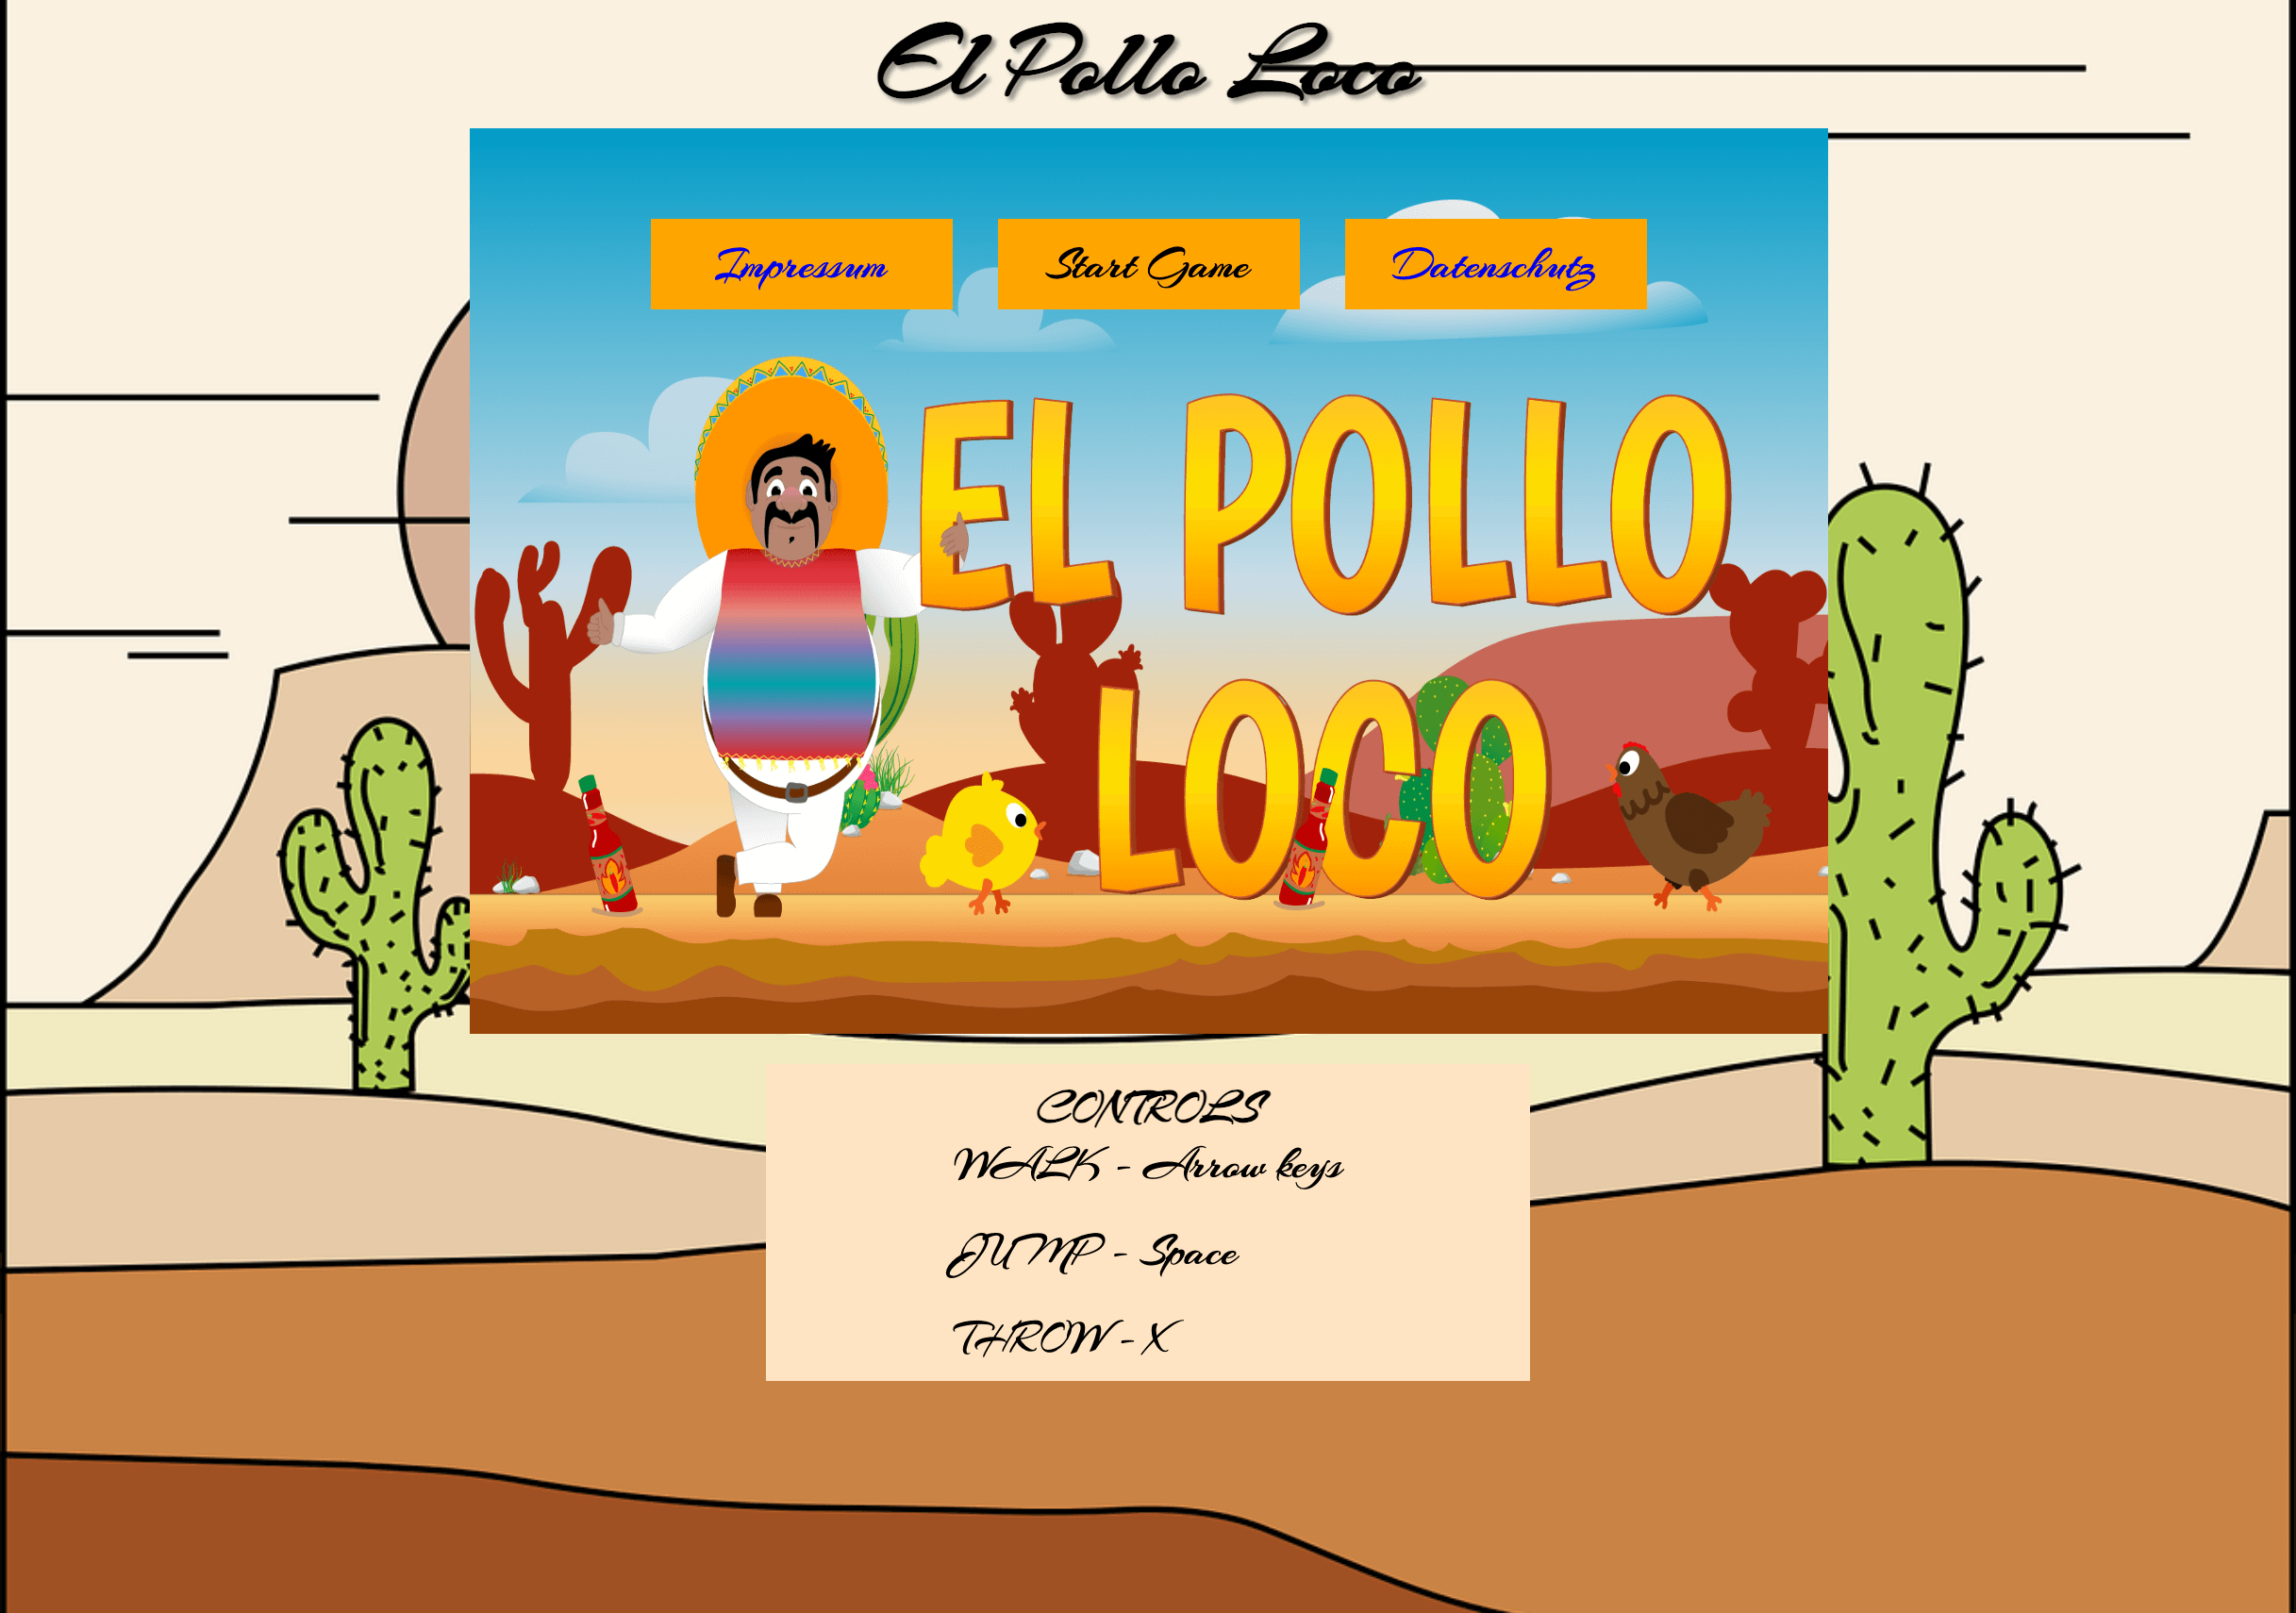 El Pollo Loco
Impressum
Start Game
Datenschutz
EL POLLO
LOCO
CONTROLS
WALK - Arrow keys
JUMP - Space
THROW - X